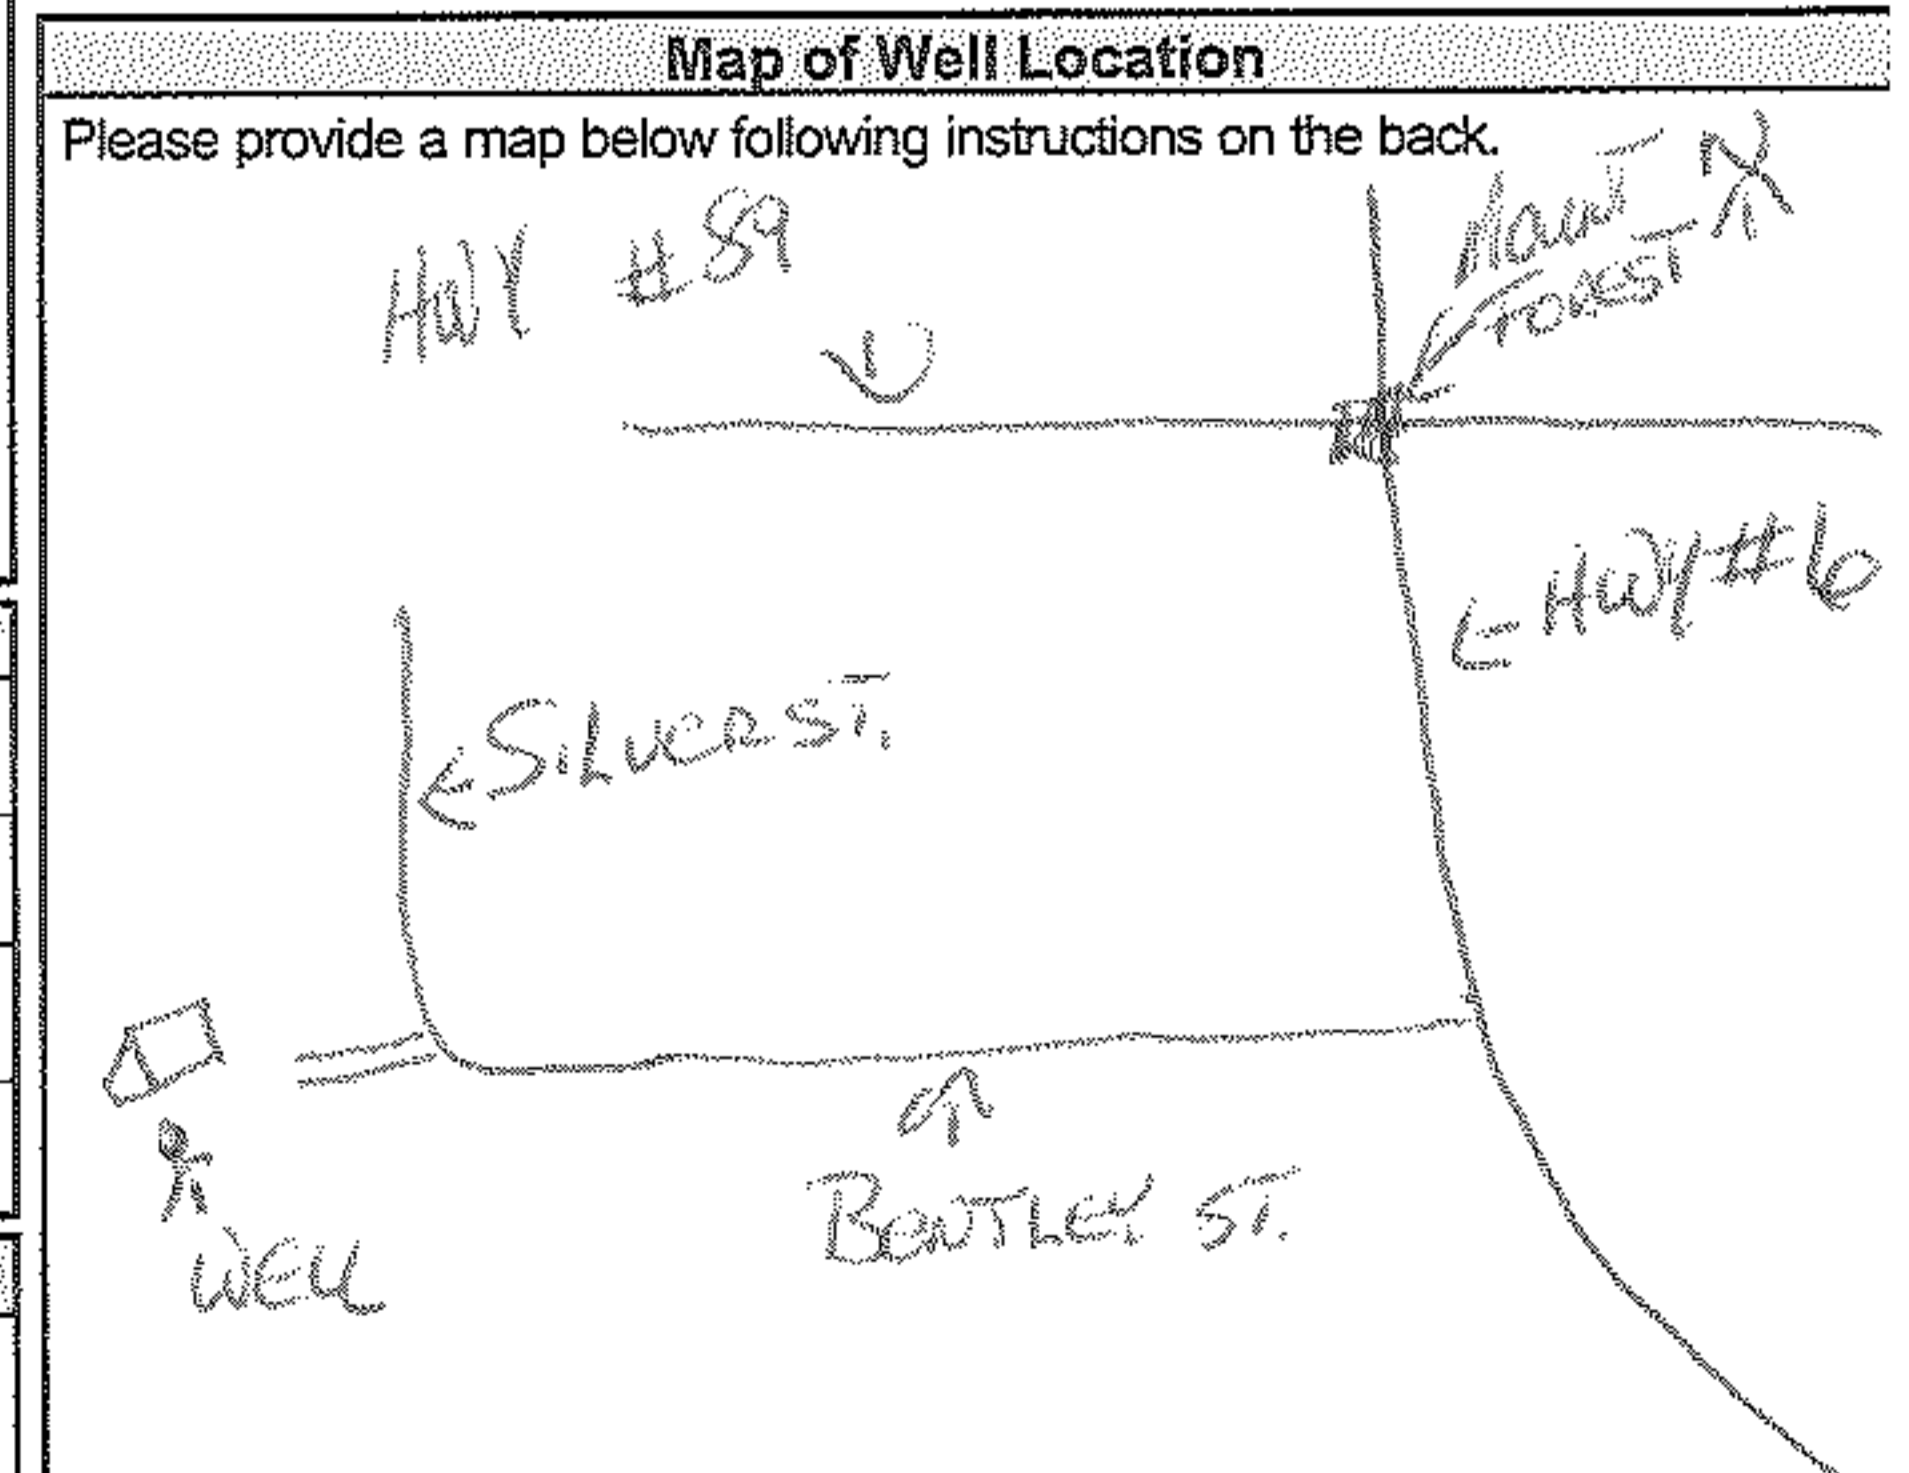 Map of Well Location
Please provide a map below following instructions on the back.
HWY #89
MOUNT
FOREST
N
HWY #6
SILVER ST.
BENTLEY ST.
WELL